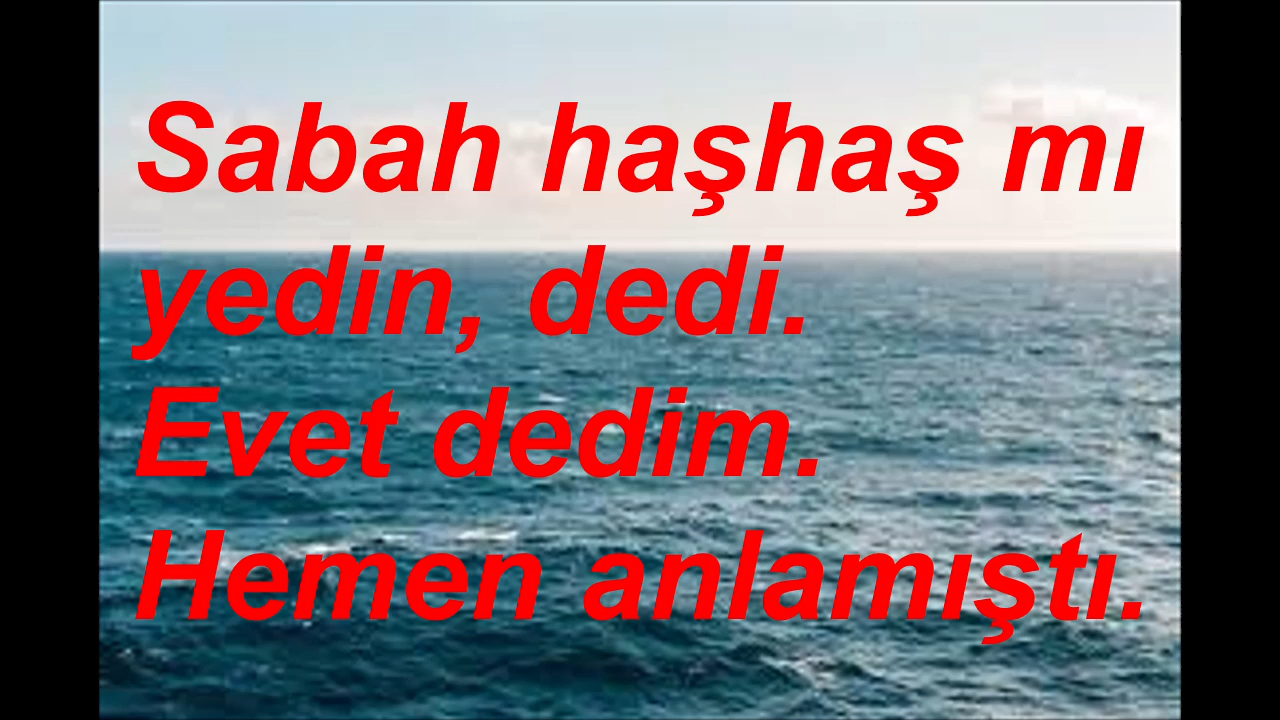 Sabah haşhaş mı
yedin, dedi.
Evet dedim.
Hemen anlamıştı.